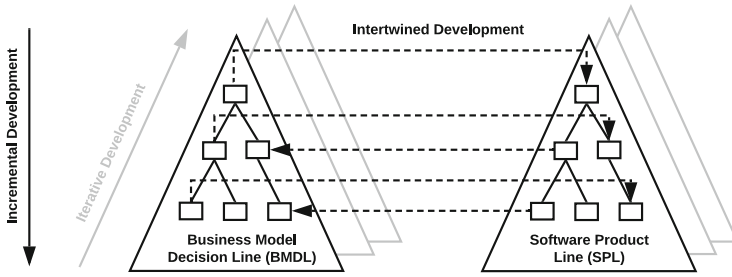 Intertwined Development
Incremental Development
Iterative Development
Business Model
Decision Line (BMDL)
Software Product
Line (SPL)